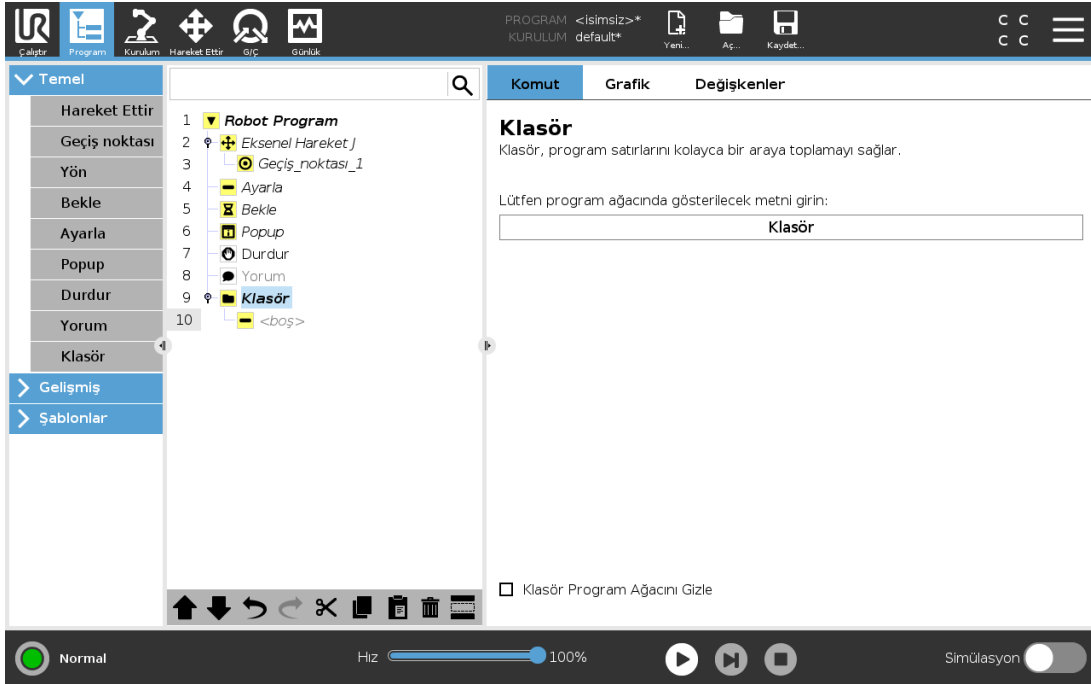 UR
Çalıştır
Program
Kurulum
Hareket Ettir
G/Ç
Günlük
PROGRAM <isimsiz>*
KURULUM default*
Yeni...
Aç...
Kaydet...
C C
C C
Temel
Hareket Ettir
Geçiş noktası
Yön
Bekle
Ayarla
Popup
Durdur
Yorum
Klasör
Gelişmiş
Şablonlar
1 Robot Program
2 Eksenel Hareket J
3 Geçiş_noktası_1
4 Ayarla
5 Bekle
6 Popup
7 Durdur
8 Yorum
9 Klasör
10 <boş>
Komut Grafik Değişkenler
Klasör
Klasör, program satırlarını kolayca bir araya toplamayı sağlar.
Lütfen program ağacında gösterilecek metni girin:
Klasör
Klasör Program Ağacını Gizle
Normal
Hız 100%
Simülasyon